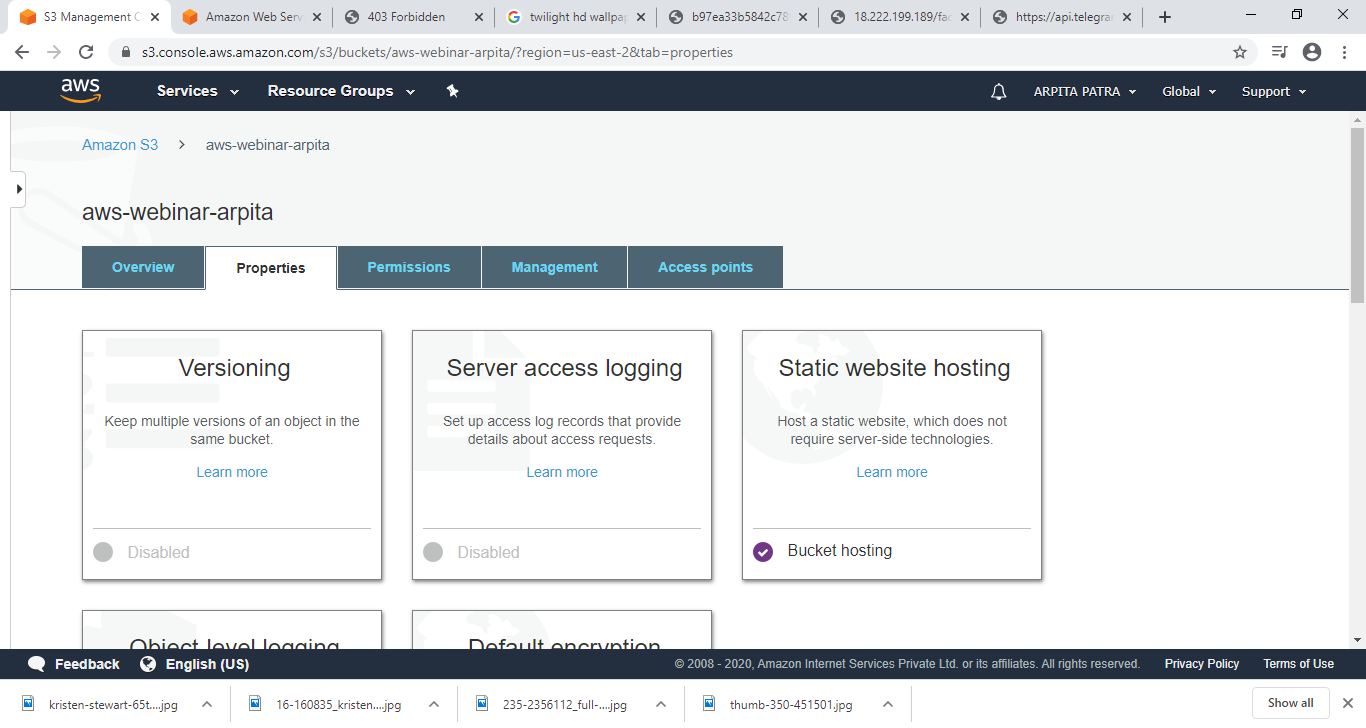 S3 Management C
Amazon Web Serv
403 Forbidden
twilight hd wallpap
b97ea33b5842c78
18.222.199.189/fac
https://api.telegra
s3.console.aws.amazon.com/s3/buckets/aws-webinar-arpita/?region=us-east-2&tab=properties
aws Services Resource Groups ARPITA PATRA Global Support
Amazon S3 > aws-webinar-arpita
aws-webinar-arpita
Overview Properties Permissions Management Access points
Versioning
Keep multiple versions of an object in the
same bucket.
Learn more
Disabled
Server access logging
Set up access log records that provide
details about access requests.
Learn more
Disabled
Static website hosting
Host a static website, which does not
require server-side technologies.
Learn more
Bucket hosting
Object-level logging
Default encryption
Feedback English (US) © 2008 - 2020, Amazon Internet Services Private Ltd. or its affiliates. All rights reserved. Privacy Policy Terms of Use
kristen-stewart-65t....jpg
16-160835_kristen....jpg
235-2356112_full-....jpg
thumb-350-451501.jpg
Show all